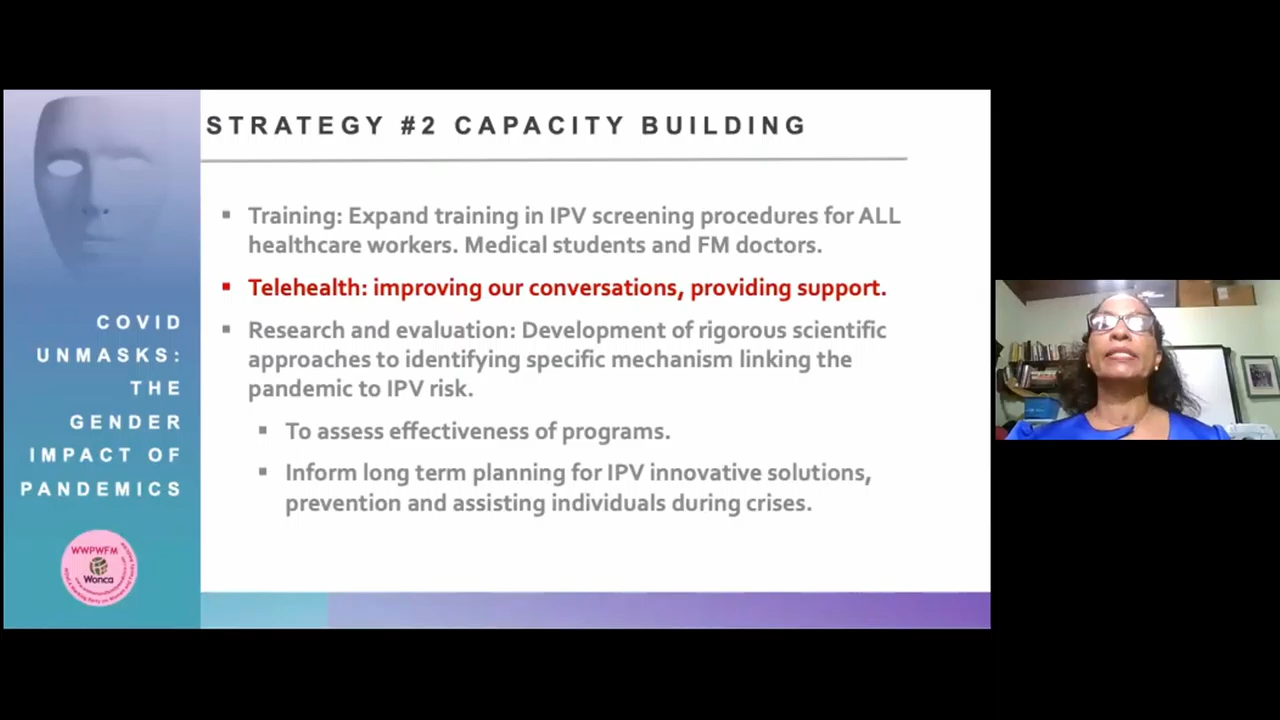 STRATEGY #2 CAPACITY BUILDING
▪ Training: Expand training in IPV screening procedures for ALL
healthcare workers. Medical students and FM doctors.
▪ Telehealth: improving our conversations, providing support.
▪ Research and evaluation: Development of rigorous scientific
approaches to identifying specific mechanism linking the
pandemic to IPV risk.
▪ To assess effectiveness of programs.
▪ Inform long term planning for IPV innovative solutions,
prevention and assisting individuals during crises.
COVID
UNMASKS:
THE
GENDER
IMPACT OF
PANDEMICS
WWPWFM
Wonca